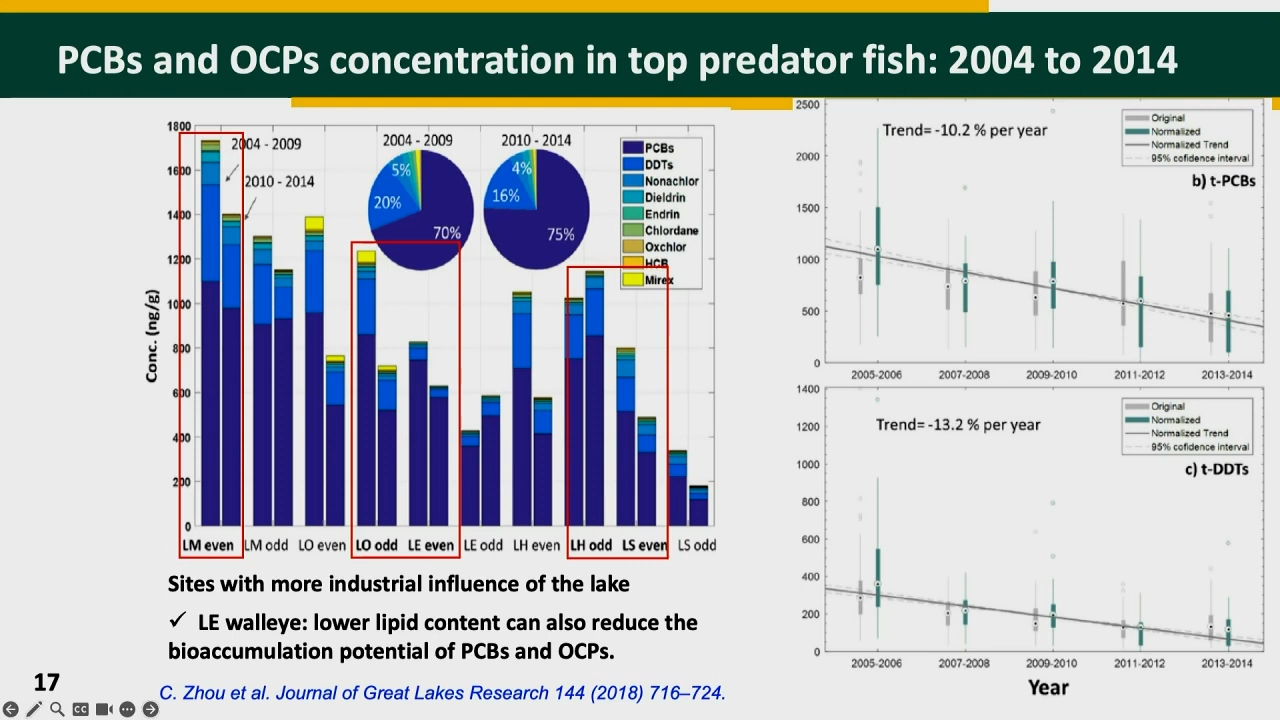 PCBs and OCPs concentration in top predator fish: 2004 to 2014
1800
1600
1400
1200
1000
800
600
400
200
0
Conc. (ng/g)
2004 - 2009
2010 - 2014
2004 - 2009
5%
20%
70%
2010 - 2014
4%
16%
75%
PCBs
DDTs
Nonachlor
Dieldrin
Endrin
Chlordane
Oxchlor
HCB
Mirex
LM even
LM odd
LO even
LO odd
LE even
LE odd
LH even
LH odd
LS even
LS odd
Sites with more industrial influence of the lake
✓ LE walleye: lower lipid content can also reduce the
bioaccumulation potential of PCBs and OCPs.
2500
2000
1500
1000
500
0
Trend= -10.2 % per year
Original
Normalized
Normalized Trend
95% cofidence interval
b) t-PCBs
2005-2006
2007-2008
2009-2010
2011-2012
2013-2014
1400
1200
1000
800
600
400
200
0
Trend= -13.2 % per year
Original
Normalized
Normalized Trend
95% cofidence interval
c) t-DDTs
2005-2006
2007-2008
2009-2010
2011-2012
2013-2014
Year
17
C. Zhou et al. Journal of Great Lakes Research 144 (2018) 716–724.
CC